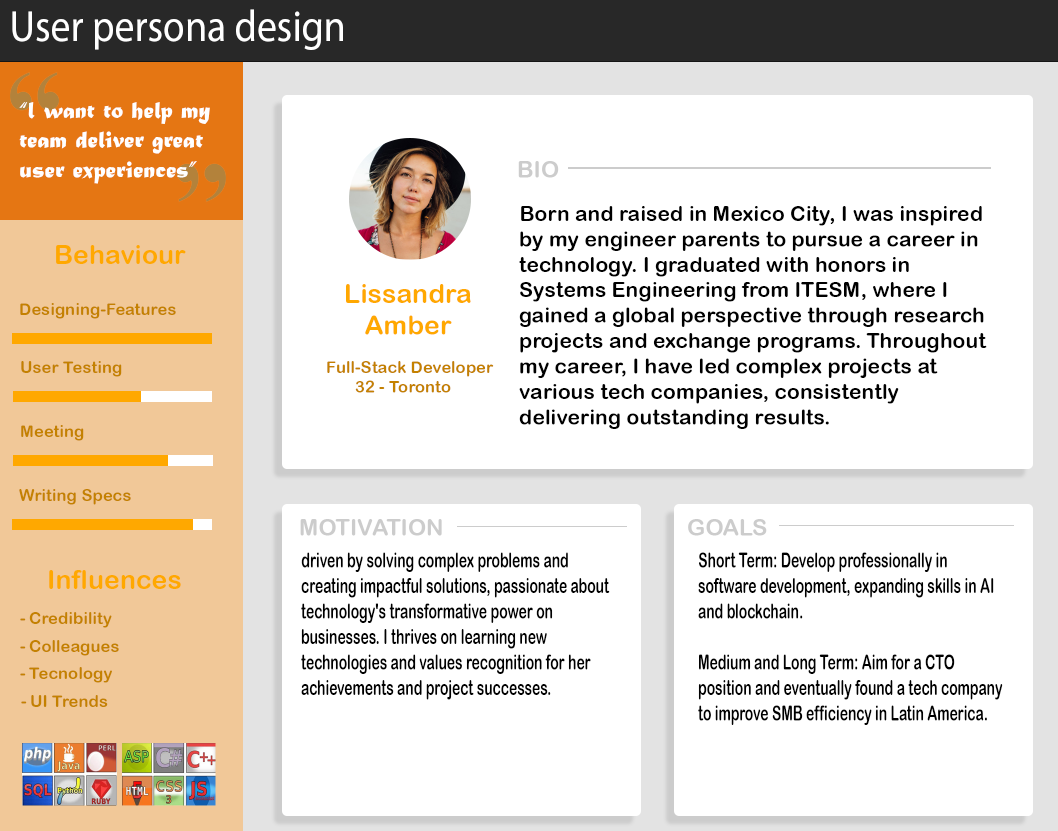 User persona design
“I want to help my
team deliver great
user experiences”
Behaviour
Designing-Features
User Testing
Meeting
Writing Specs
Influences
- Credibility
- Colleagues
- Tecnology
- UI Trends
php Java PERL ASP C# C++
SQL Python RUBY HTML CSS 3 JS
Lissandra
Amber
Full-Stack Developer
32 - Toronto
BIO
Born and raised in Mexico City, I was inspired
by my engineer parents to pursue a career in
technology. I graduated with honors in
Systems Engineering from ITESM, where I
gained a global perspective through research
projects and exchange programs. Throughout
my career, I have led complex projects at
various tech companies, consistently
delivering outstanding results.
MOTIVATION
driven by solving complex problems and
creating impactful solutions, passionate about
technology's transformative power on
businesses. I thrives on learning new
technologies and values recognition for her
achievements and project successes.
GOALS
Short Term: Develop professionally in
software development, expanding skills in AI
and blockchain.
Medium and Long Term: Aim for a CTO
position and eventually found a tech company
to improve SMB efficiency in Latin America.